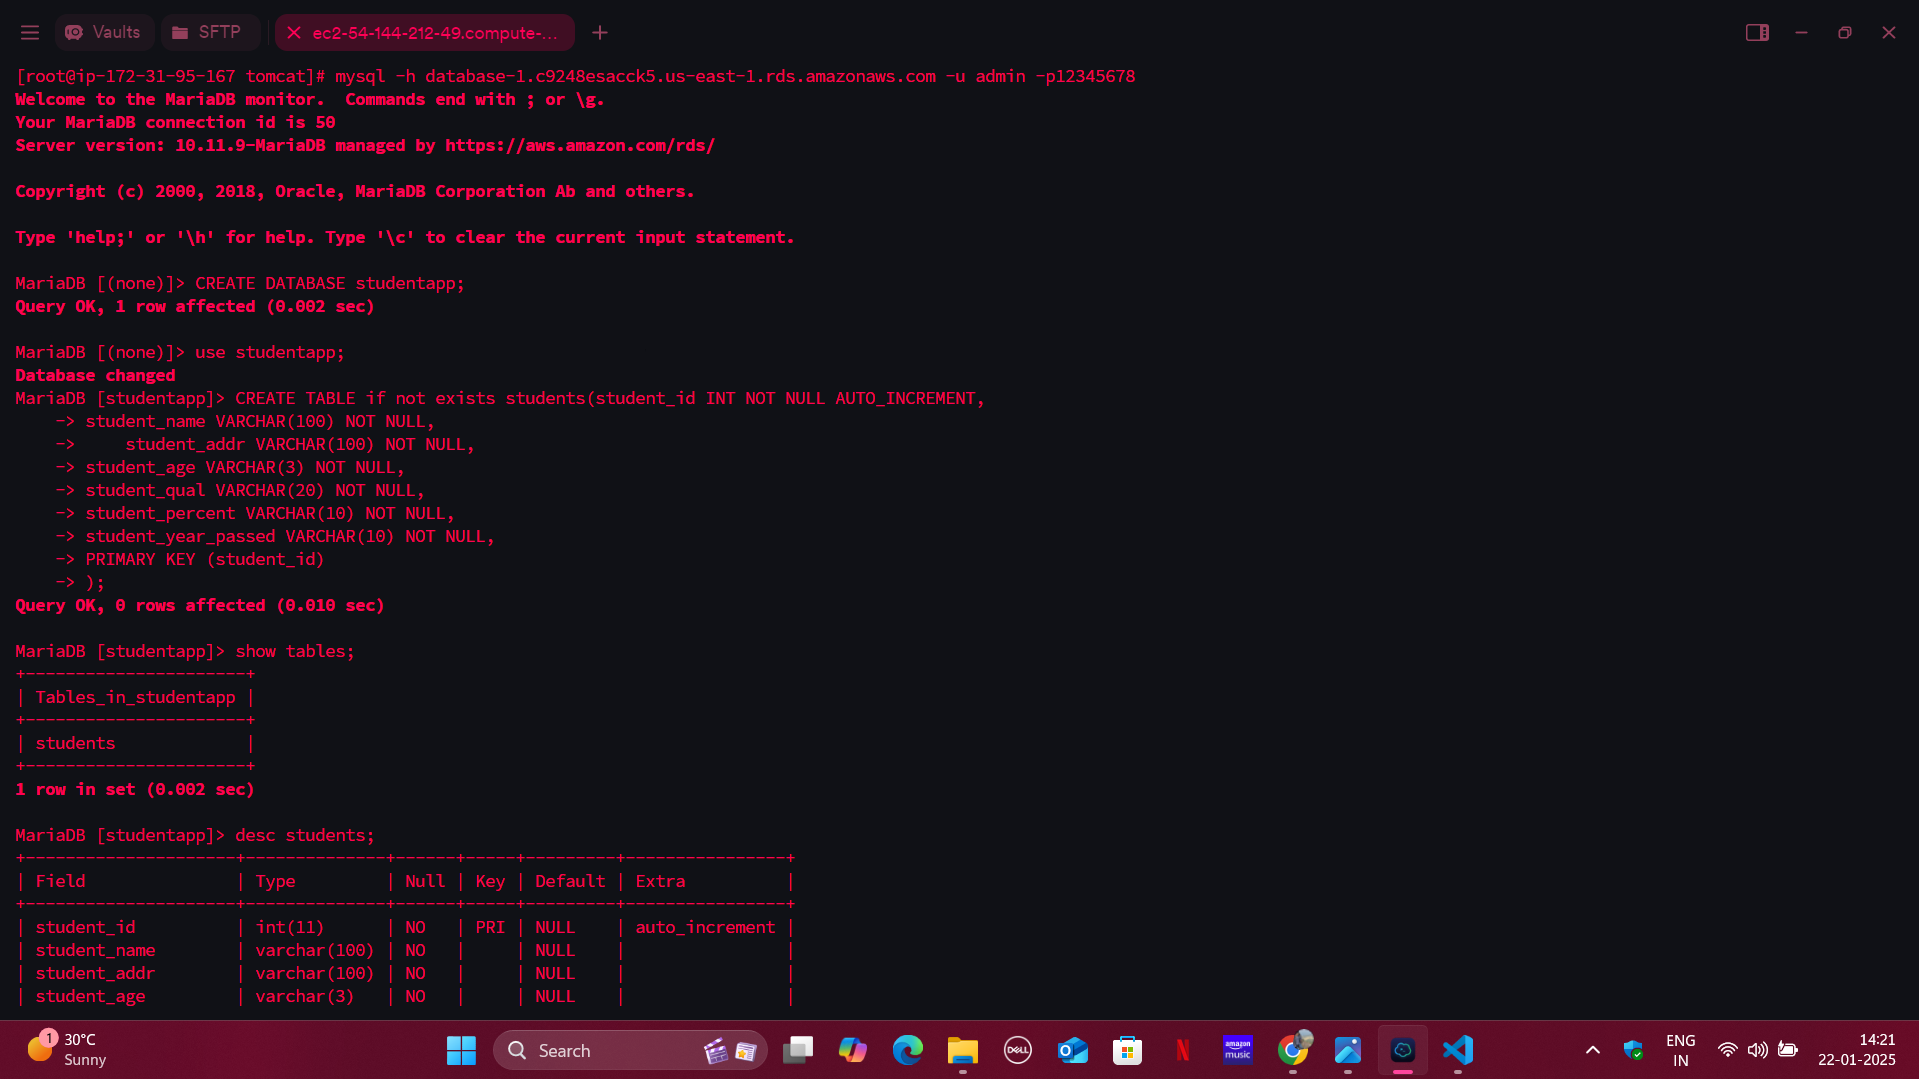 Vaults
SFTP
ec2-54-144-212-49.compute-...
[root@ip-172-31-95-167 tomcat]# mysql -h database-1.c9248esacck5.us-east-1.rds.amazonaws.com -u admin -p12345678
Welcome to the MariaDB monitor.  Commands end with ; or \g.
Your MariaDB connection id is 50
Server version: 10.11.9-MariaDB managed by https://aws.amazon.com/rds/
Copyright (c) 2000, 2018, Oracle, MariaDB Corporation Ab and others.
Type 'help;' or '\h' for help. Type '\c' to clear the current input statement.
MariaDB [(none)]> CREATE DATABASE studentapp;
Query OK, 1 row affected (0.002 sec)
MariaDB [(none)]> use studentapp;
Database changed
MariaDB [studentapp]> CREATE TABLE if not exists students(student_id INT NOT NULL AUTO_INCREMENT,
    -> student_name VARCHAR(100) NOT NULL,
    ->     student_addr VARCHAR(100) NOT NULL,
    -> student_age VARCHAR(3) NOT NULL,
    -> student_qual VARCHAR(20) NOT NULL,
    -> student_percent VARCHAR(10) NOT NULL,
    -> student_year_passed VARCHAR(10) NOT NULL,
    -> PRIMARY KEY (student_id)
    -> );
Query OK, 0 rows affected (0.010 sec)
MariaDB [studentapp]> show tables;
+----------------------+
| Tables_in_studentapp |
+----------------------+
| students             |
+----------------------+
1 row in set (0.002 sec)
MariaDB [studentapp]> desc students;
+---------------------+--------------+------+-----+---------+----------------+
| Field               | Type         | Null | Key | Default | Extra          |
+---------------------+--------------+------+-----+---------+----------------+
| student_id          | int(11)      | NO   | PRI | NULL    | auto_increment |
| student_name        | varchar(100) | NO   |     | NULL    |                |
| student_addr        | varchar(100) | NO   |     | NULL    |                |
| student_age         | varchar(3)   | NO   |     | NULL    |                |
1
30°C
Sunny
Search
DELL
amazon music
ENG
IN
14:21
22-01-2025